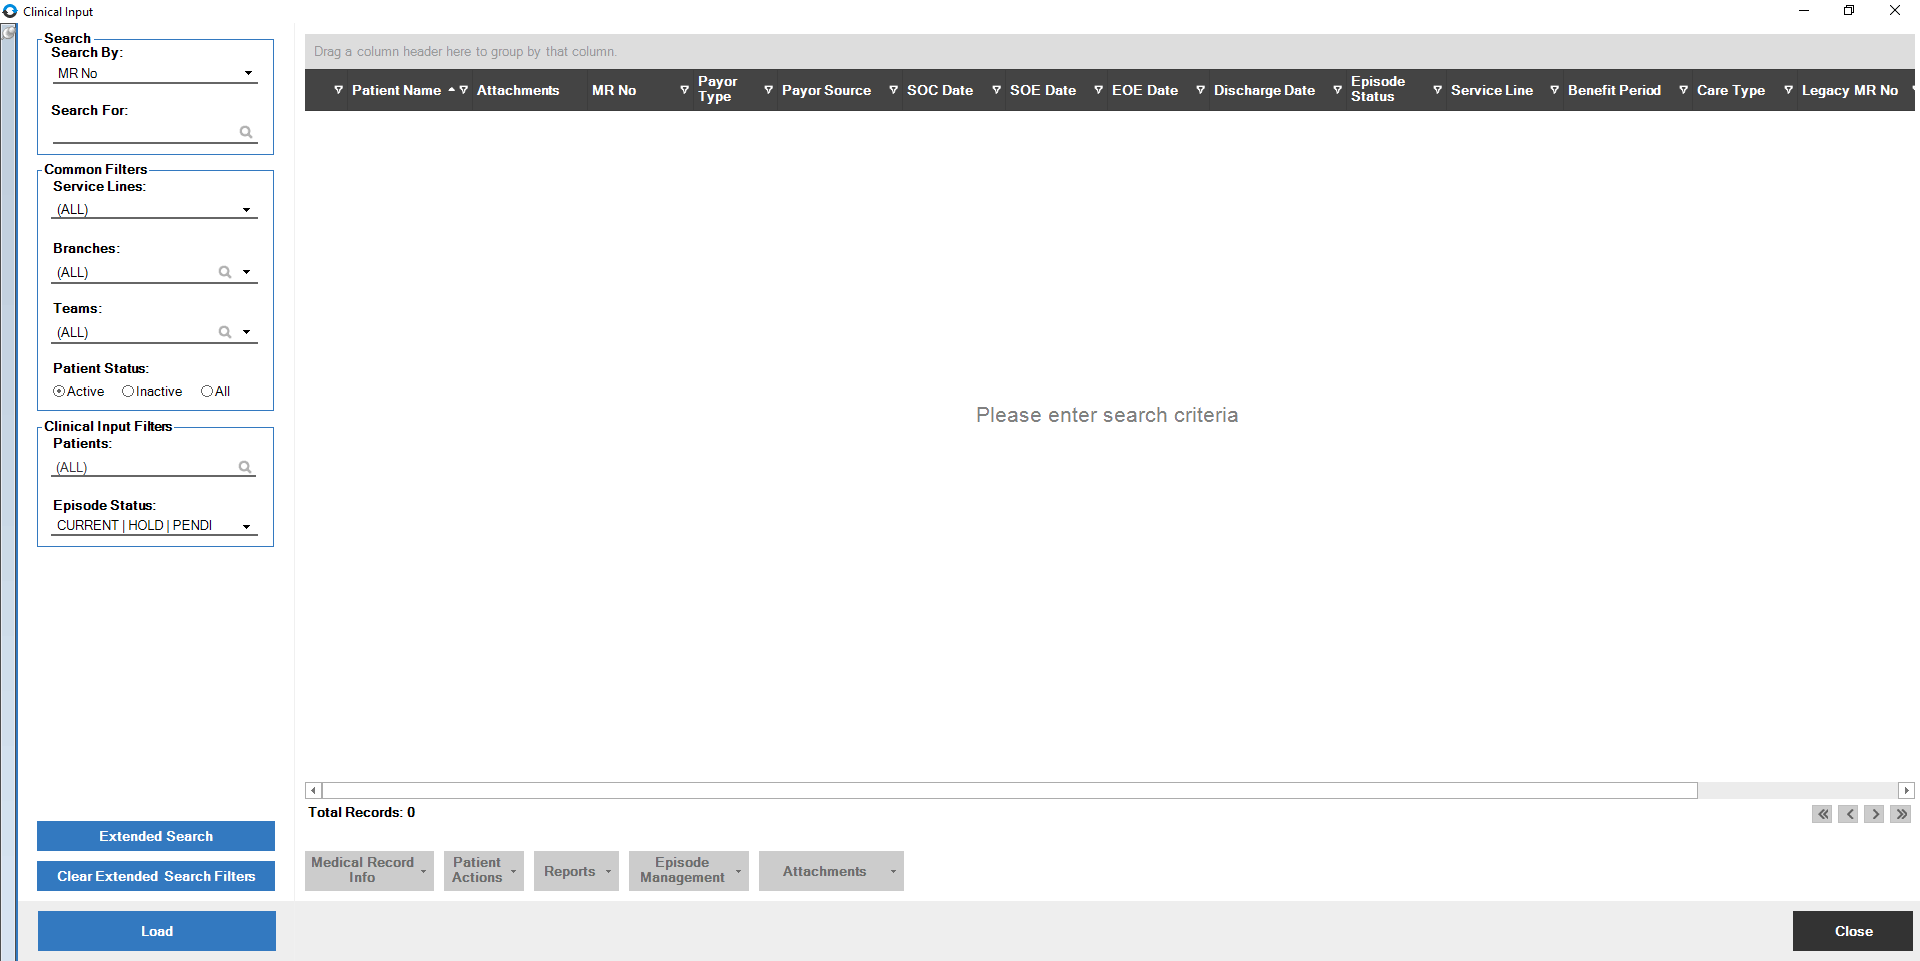 Clinical Input
Search
Search By:
MR No
Search For:
Common Filters
Service Lines:
(ALL)
Branches:
(ALL)
Teams:
(ALL)
Patient Status:
Active Inactive All
Clinical Input Filters
Patients:
(ALL)
Episode Status:
CURRENT | HOLD | PENDI
Extended Search
Clear Extended Search Filters
Load
Drag a column header here to group by that column.
Patient Name Attachments MR No Payor Type Payor Source SOC Date SOE Date EOE Date Discharge Date Episode Status Service Line Benefit Period Care Type Legacy MR No
Please enter search criteria
Total Records: 0
Medical Record Info
Patient Actions
Reports
Episode Management
Attachments
Close